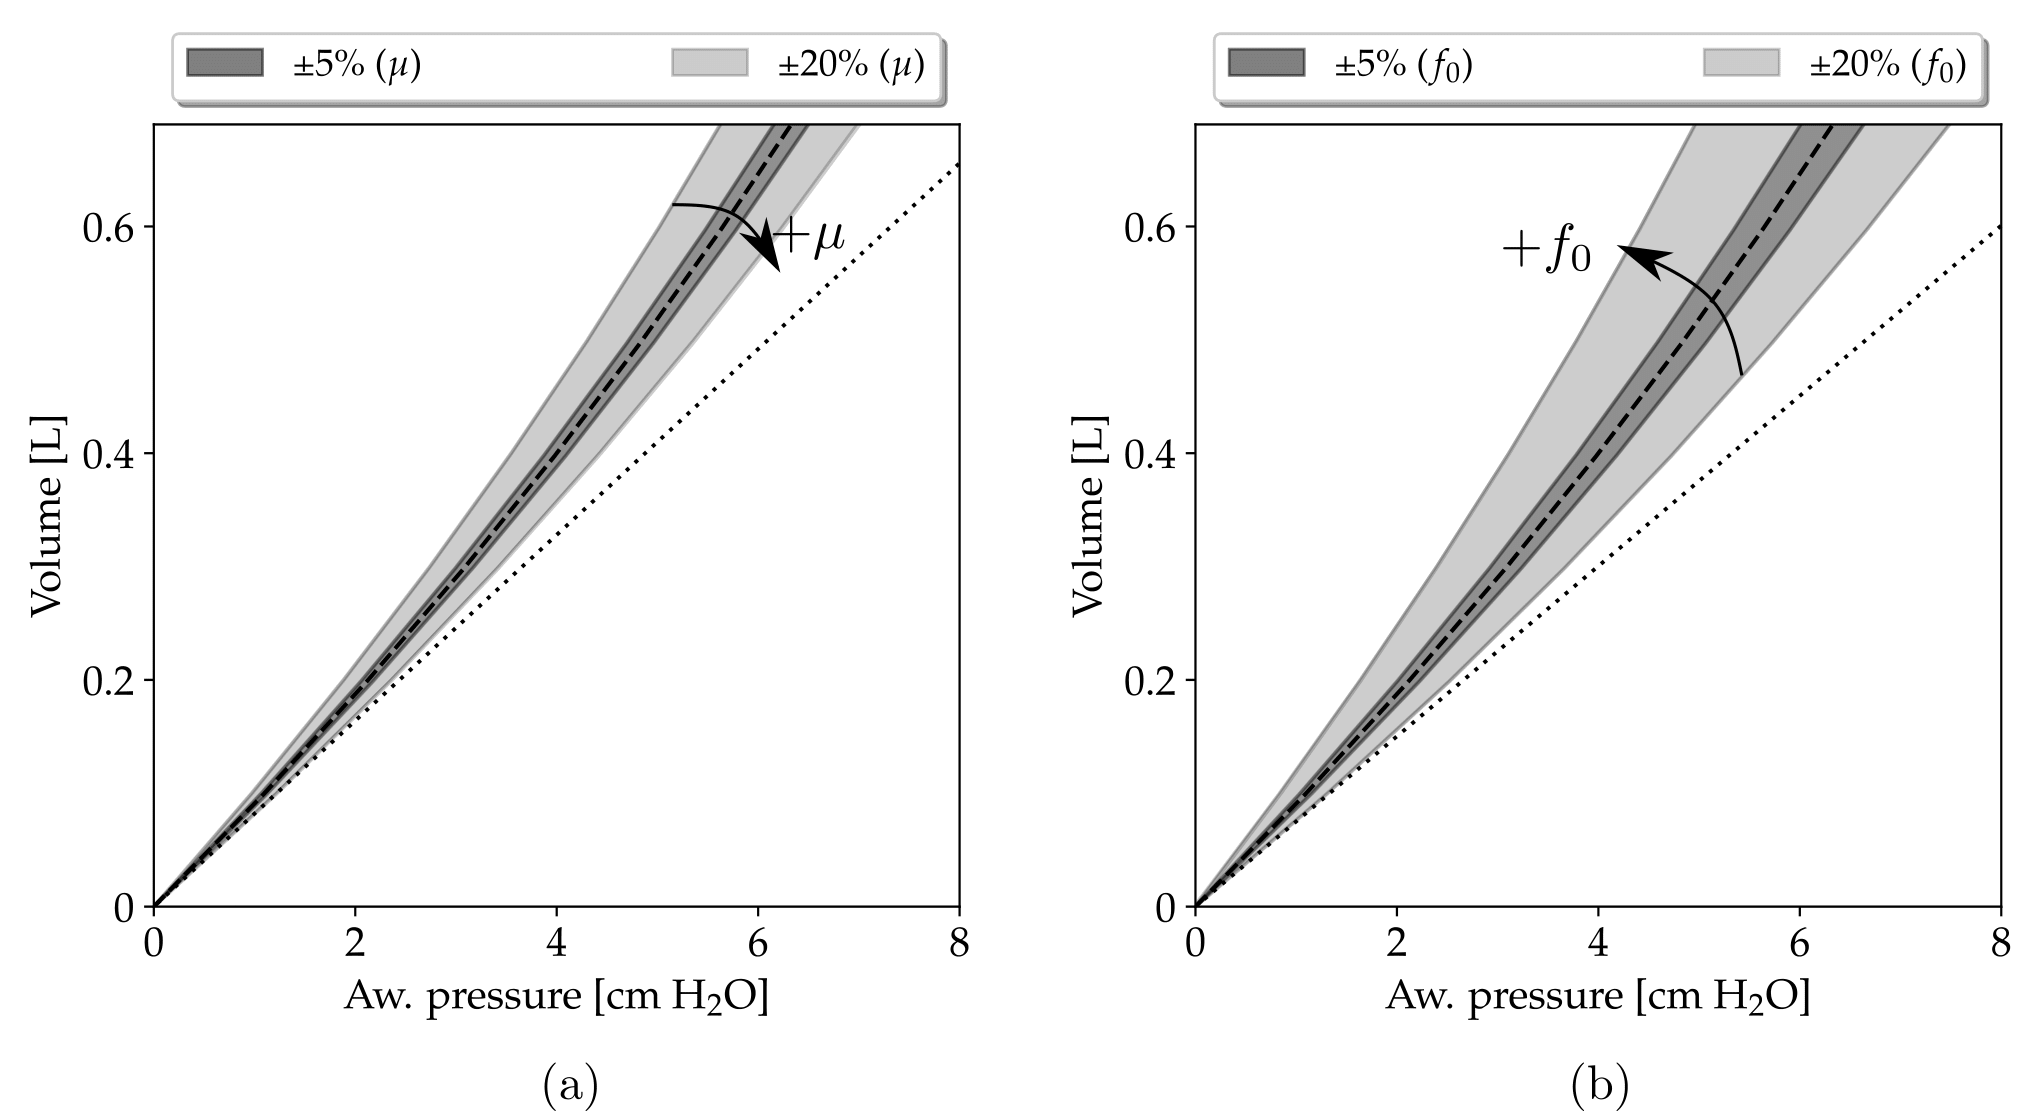 ±5% (μ) ±20% (μ)
+μ
0.6
0.4
0.2
0
Volume [L]
0 2 4 6 8
Aw. pressure [cm H₂O]
(a)
±5% (f₀) ±20% (f₀)
+f₀
0.6
0.4
0.2
0
Volume [L]
0 2 4 6 8
Aw. pressure [cm H₂O]
(b)